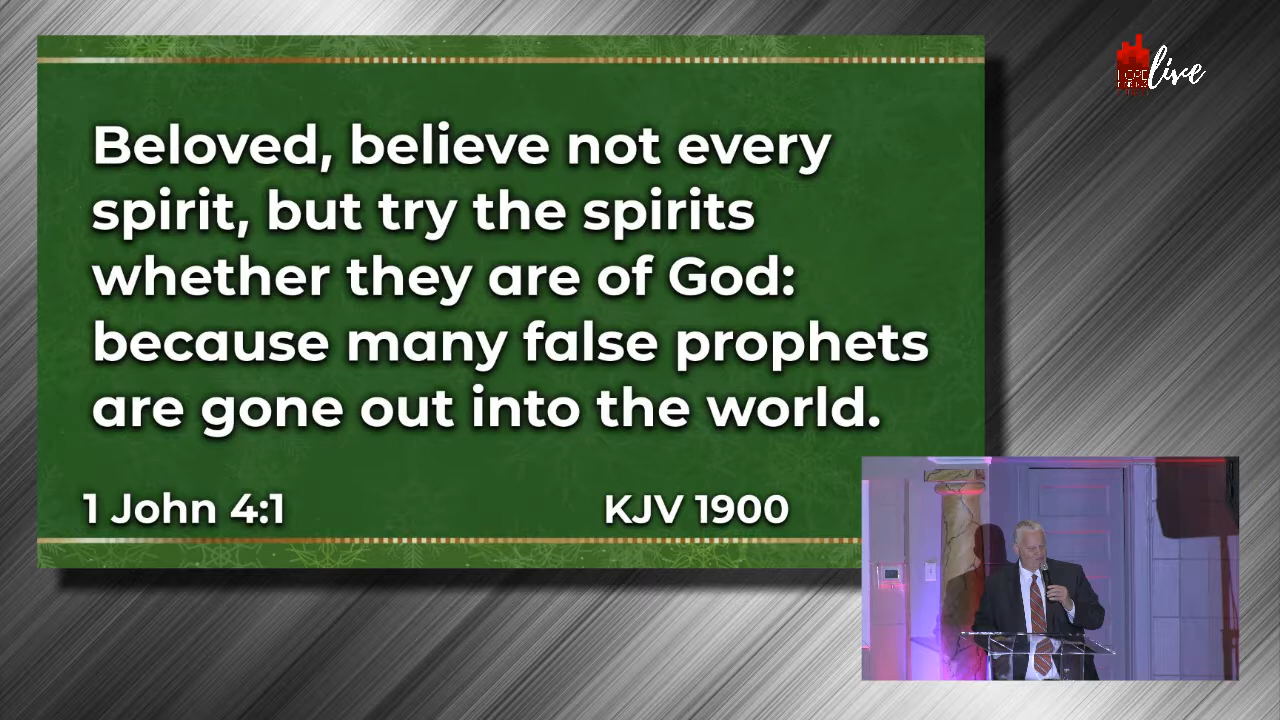 Beloved, believe not every
spirit, but try the spirits
whether they are of God:
because many false prophets
are gone out into the world.
1 John 4:1 KJV 1900
live